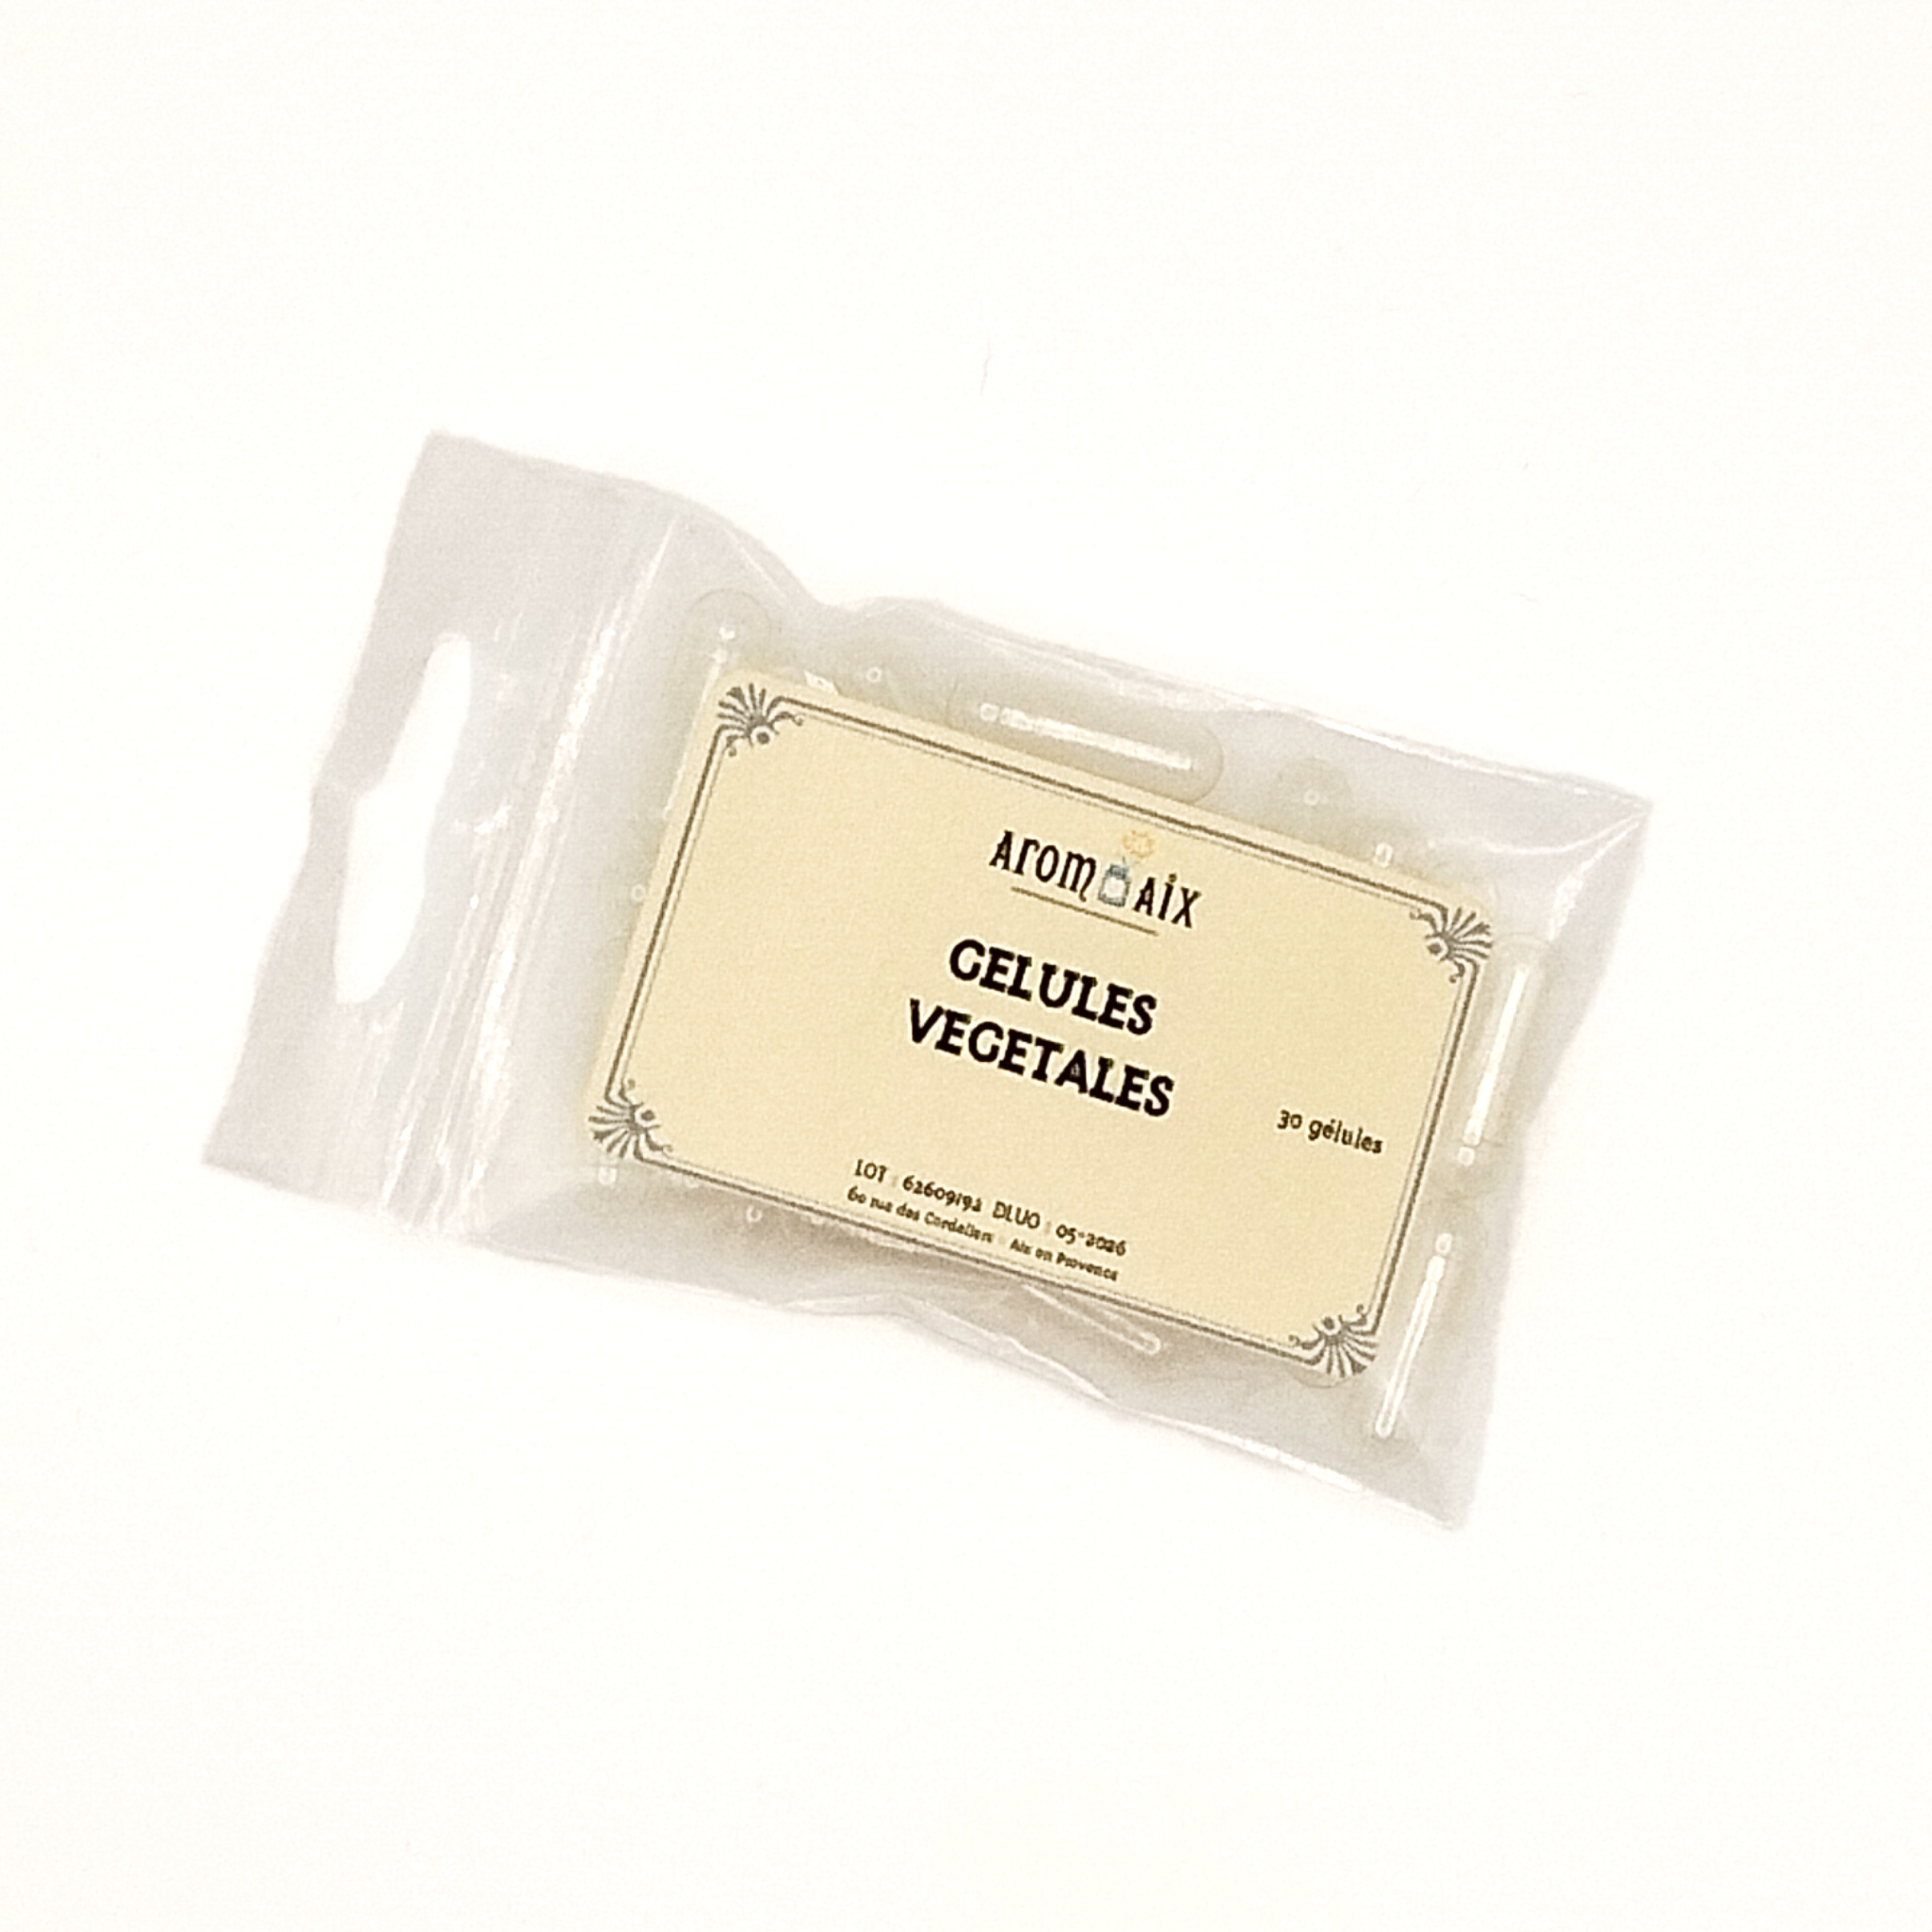 AROM AIX
GELULES
VEGETALES
30 gélules
LOT : 62609192 DLUO : 05-2026
60 rue des Cordeliers - Aix en Provence